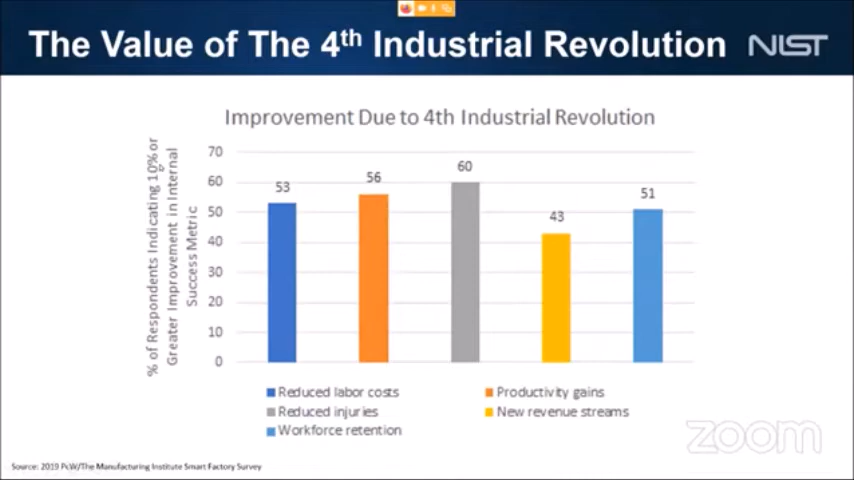 The Value of The 4th Industrial Revolution
NIST
Improvement Due to 4th Industrial Revolution
% of Respondents Indicating 10% or
Greater Improvement in Internal
Success Metric
70
60
50
40
30
20
10
0
53
56
60
43
51
Reduced labor costs
Productivity gains
Reduced injuries
New revenue streams
Workforce retention
zoom
Source: 2019 PcW/The Manufacturing Institute Smart Factory Survey